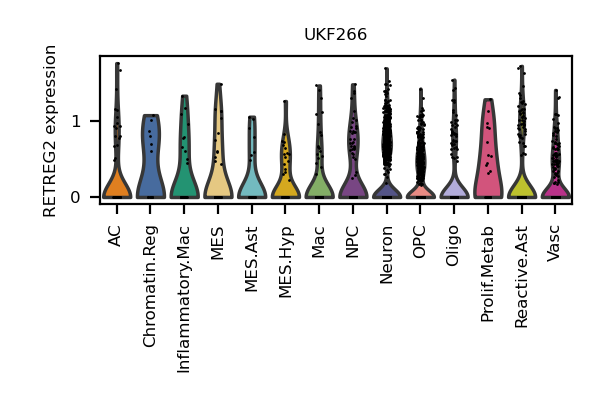 UKF266
RETREG2 expression
1
0
AC
Chromatin.Reg
Inflammatory.Mac
MES
MES.Ast
MES.Hyp
Mac
NPC
Neuron
OPC
Oligo
Prolif.Metab
Reactive.Ast
Vasc